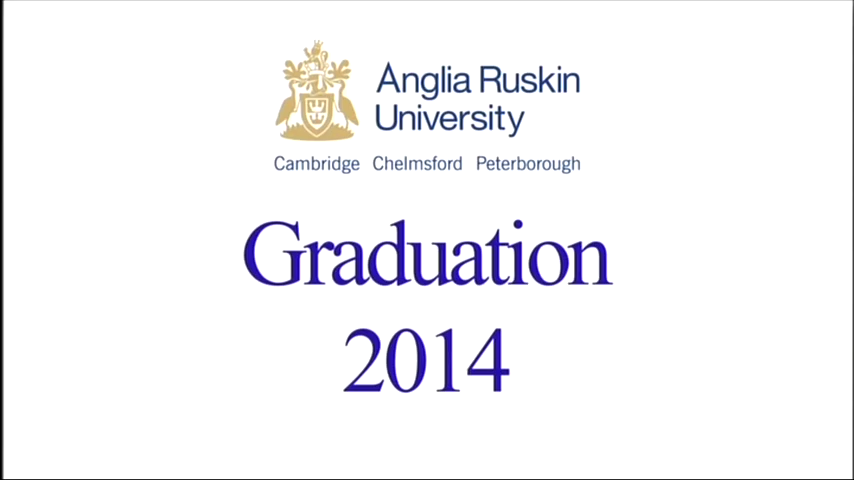 Anglia Ruskin
University
Cambridge Chelmsford Peterborough
Graduation
2014